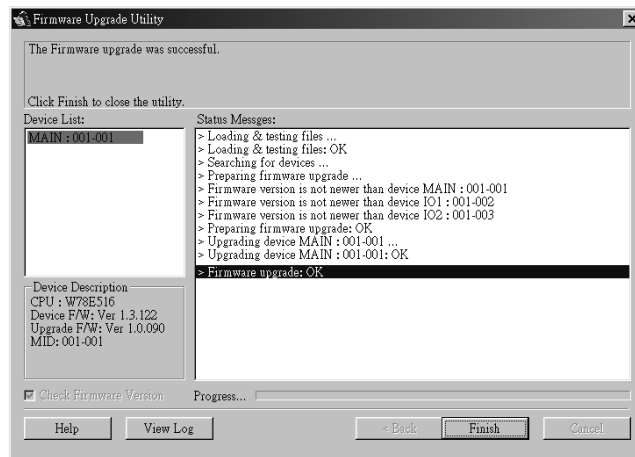 Firmware Upgrade Utility
The Firmware upgrade was successful.
Click Finish to close the utility.
Device List:
MAIN : 001-001
Status Messges:
> Loading & testing files ...
> Loading & testing files: OK
> Searching for devices ...
> Preparing firmware upgrade ...
> Firmware version is not newer than device MAIN : 001-001
> Firmware version is not newer than device IO1 : 001-002
> Firmware version is not newer than device IO2 : 001-003
> Preparing firmware upgrade: OK
> Upgrading device MAIN : 001-001 ...
> Upgrading device MAIN : 001-001: OK
> Firmware upgrade: OK
Device Description
CPU : W78E516
Device F/W: Ver 1.3.122
Upgrade F/W: Ver 1.0.090
MID: 001-001
Check Firmware Version
Progress...
Help
View Log
< Back
Finish
Cancel